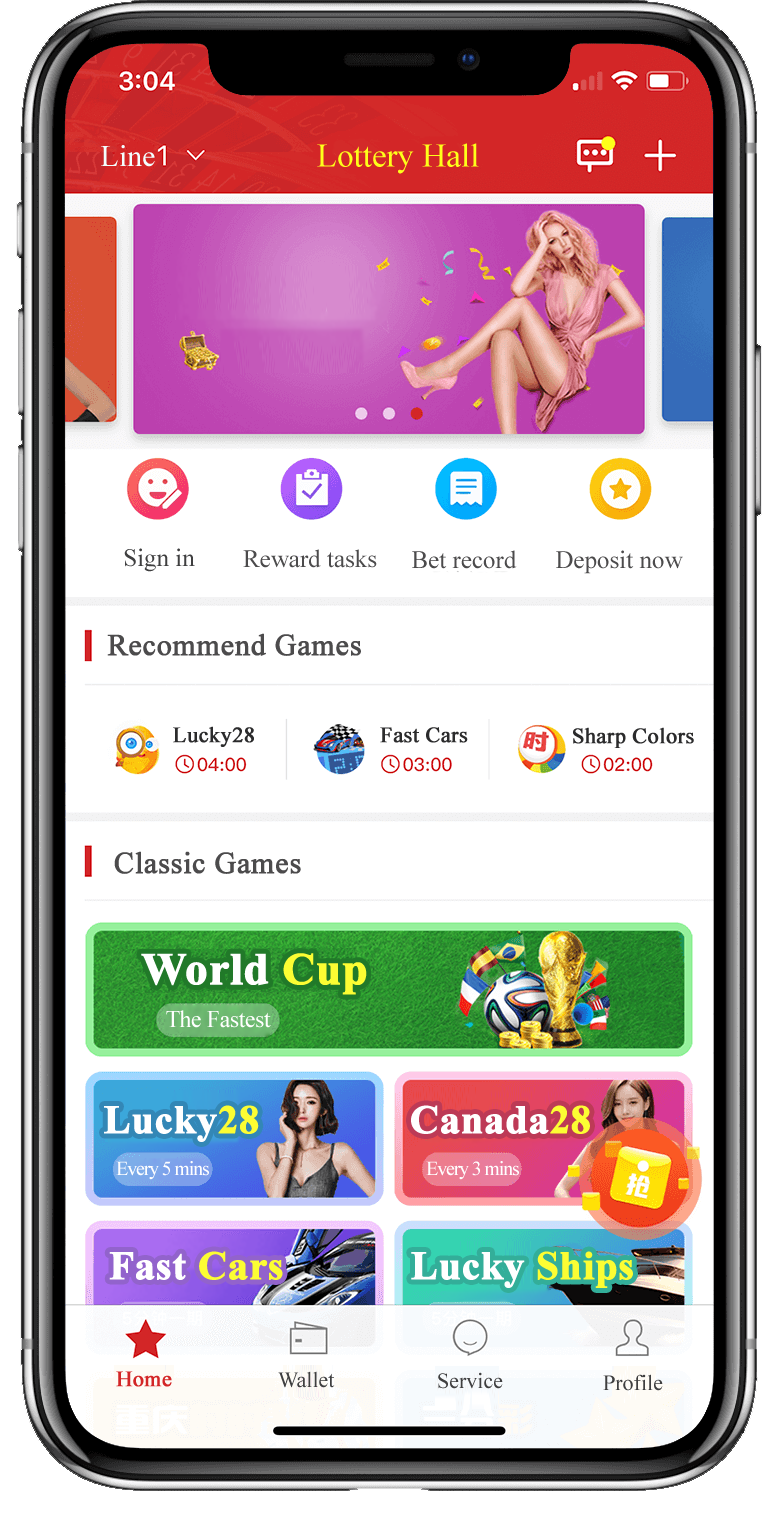 3:04
Line1
Lottery Hall
Sign in
Reward tasks
Bet record
Deposit now
Recommend Games
Lucky28
04:00
Fast Cars
03:00
时
Sharp Colors
02:00
Classic Games
World Cup
The Fastest
Lucky28
Every 5 mins
Canada28
Every 3 mins
抢
Fast Cars
Lucky Ships
Home
Wallet
Service
Profile
重庆